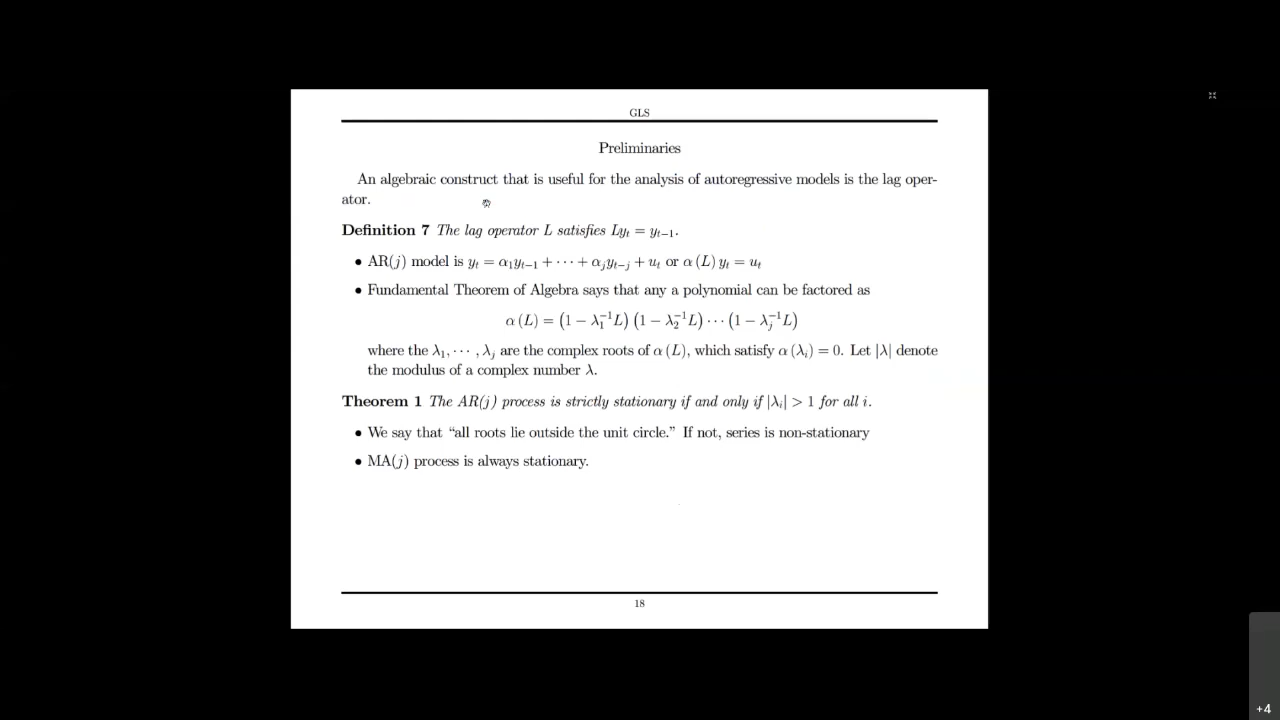 GLS
Preliminaries
An algebraic construct that is useful for the analysis of autoregressive models is the lag oper-
ator.
Definition 7 The lag operator L satisfies Ly_t = y_{t−1}.
• AR(j) model is y_t = α_1y_{t−1} + ··· + α_jy_{t−j} + u_t or α (L) y_t = u_t
• Fundamental Theorem of Algebra says that any a polynomial can be factored as
α (L) = (1 − λ_1^{−1}L) (1 − λ_2^{−1}L) ··· (1 − λ_j^{−1}L)
where the λ_1, ··· , λ_j are the complex roots of α (L), which satisfy α (λ_i) = 0. Let |λ| denote
the modulus of a complex number λ.
Theorem 1 The AR(j) process is strictly stationary if and only if |λ_i| > 1 for all i.
• We say that “all roots lie outside the unit circle.” If not, series is non-stationary
• MA(j) process is always stationary.
18
+4